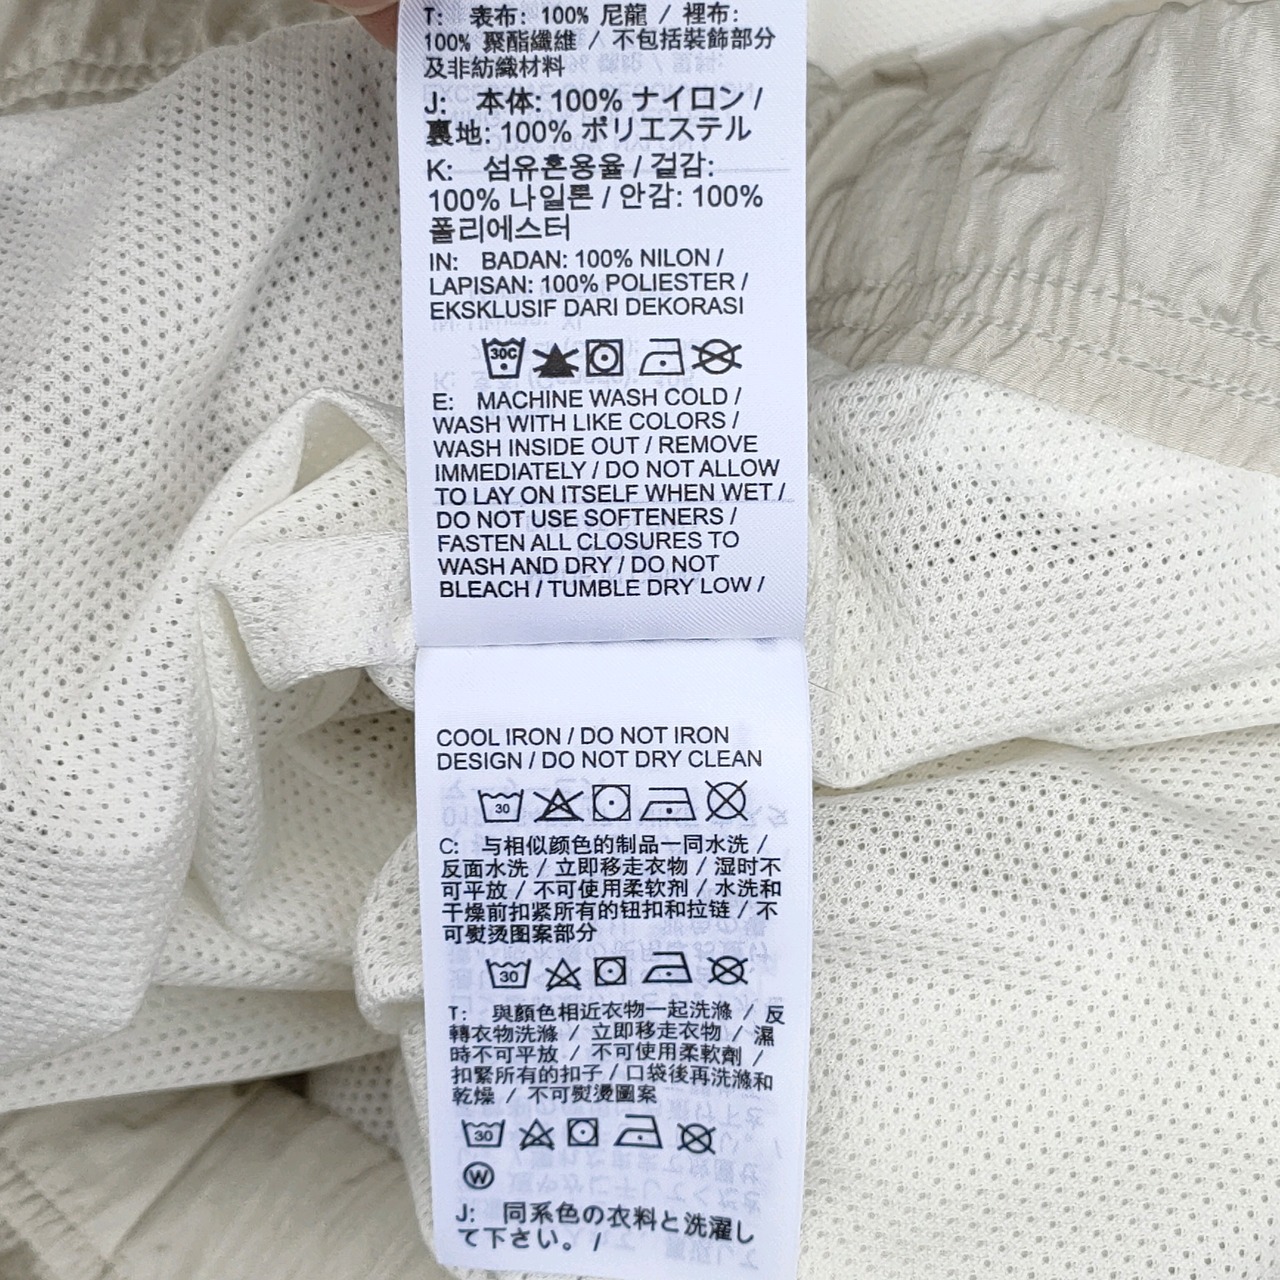 T: 表布: 100% 尼龍 / 裡布:
100% 聚酯纖維 / 不包括裝飾部分
及非紡織材料
J: 本体: 100% ナイロン /
裏地: 100% ポリエステル
K: 섬유혼용율 / 겉감:
100% 나일론 / 안감: 100%
폴리에스터
IN: BADAN: 100% NILON /
LAPISAN: 100% POLIESTER /
EKSKLUSIF DARI DEKORASI
30C
E: MACHINE WASH COLD /
WASH WITH LIKE COLORS /
WASH INSIDE OUT / REMOVE
IMMEDIATELY / DO NOT ALLOW
TO LAY ON ITSELF WHEN WET /
DO NOT USE SOFTENERS /
FASTEN ALL CLOSURES TO
WASH AND DRY / DO NOT
BLEACH / TUMBLE DRY LOW /
COOL IRON / DO NOT IRON
DESIGN / DO NOT DRY CLEAN
30
C: 与相似颜色的制品一同水洗 /
反面水洗 / 立即移走衣物 / 湿时不
可平放 / 不可使用柔软剂 / 水洗和
干燥前扣紧所有的钮扣和拉链 / 不
可熨烫图案部分
30
T: 與顏色相近衣物一起洗滌 / 反
轉衣物洗滌 / 立即移走衣物 / 濕
時不可平放 / 不可使用柔軟劑 /
扣緊所有的扣子 / 口袋後再洗滌和
乾燥 / 不可熨燙圖案
30
W
J: 同系色の衣料と洗濯し
て下さい。 /